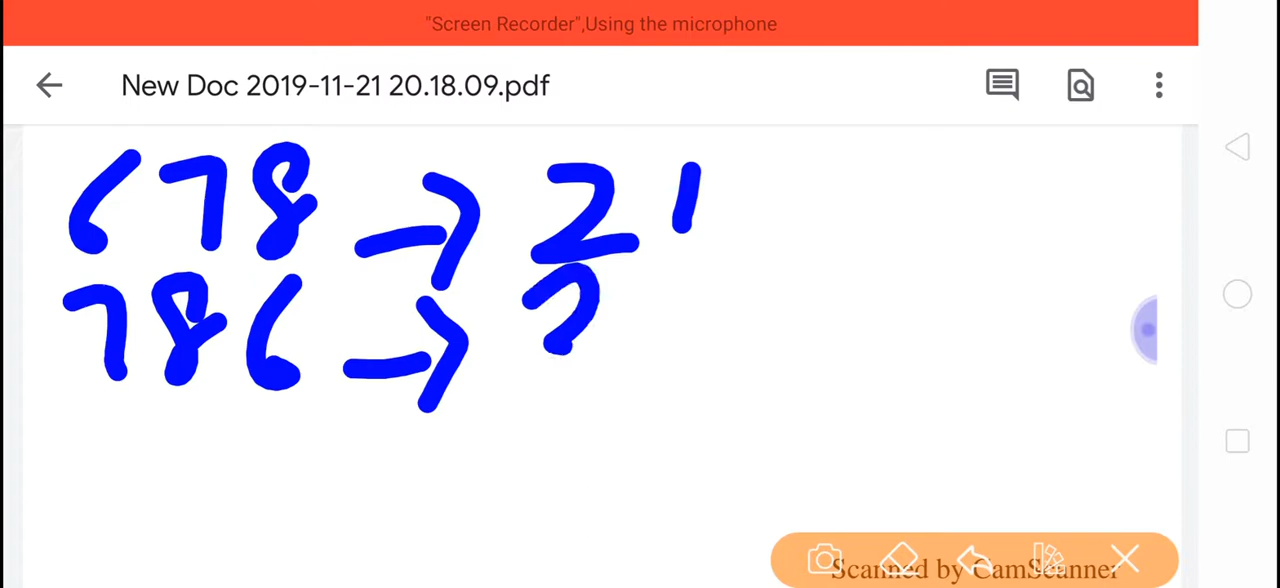 "Screen Recorder",Using the microphone
New Doc 2019-11-21 20.18.09.pdf
678 → 21
786 →
Scanned by CamScanner